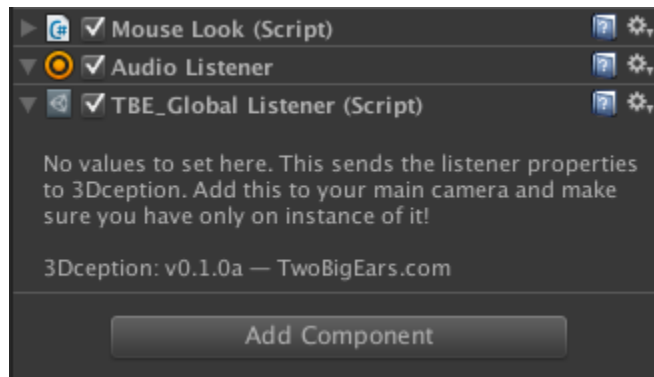 Mouse Look (Script)
Audio Listener
TBE_Global Listener (Script)
No values to set here. This sends the listener properties
to 3Dception. Add this to your main camera and make
sure you have only on instance of it!
3Dception: v0.1.0a — TwoBigEars.com
Add Component